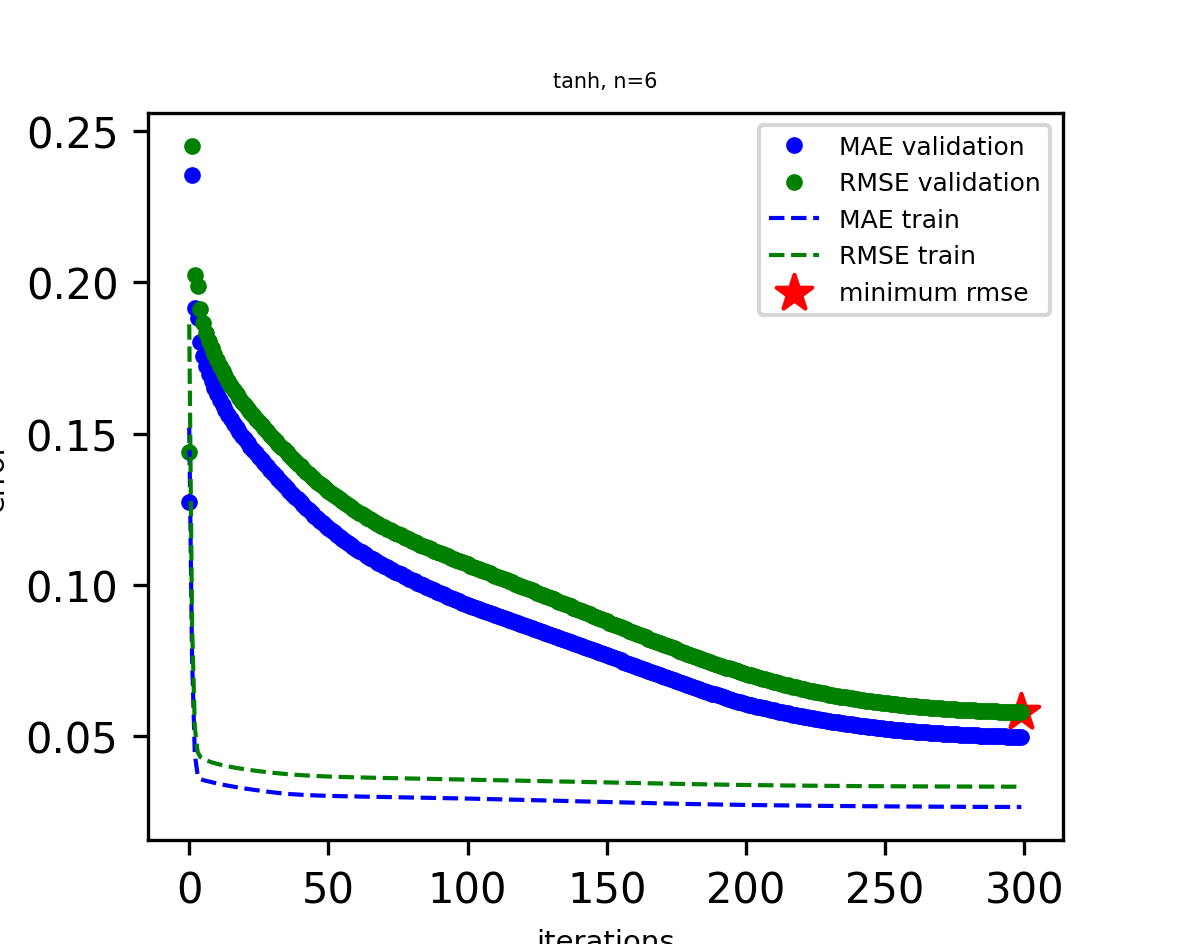 tanh, n=6
0.25
0.20
0.15
0.10
0.05
MAE validation
RMSE validation
MAE train
RMSE train
minimum rmse
0 50 100 150 200 250 300
iterations